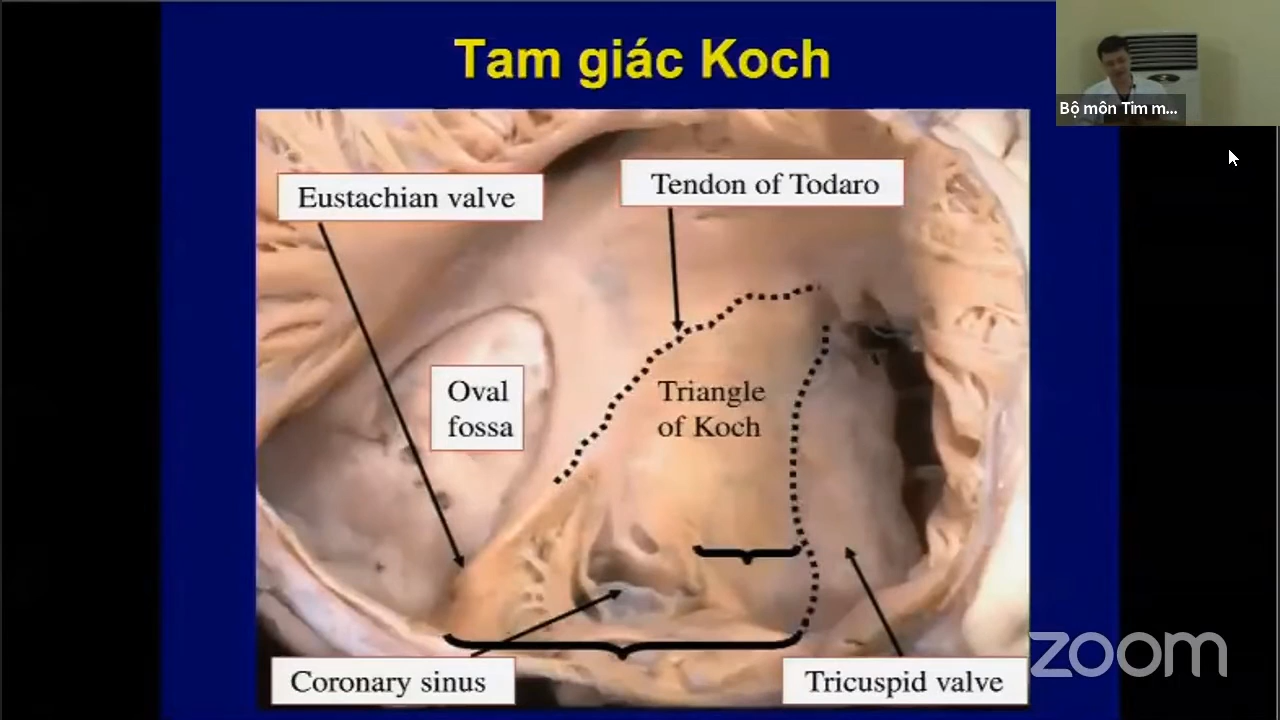 Tam giác Koch
Bộ môn Tim m...
Eustachian valve
Tendon of Todaro
Oval
fossa
Triangle
of Koch
Coronary sinus
Tricuspid valve
zoom